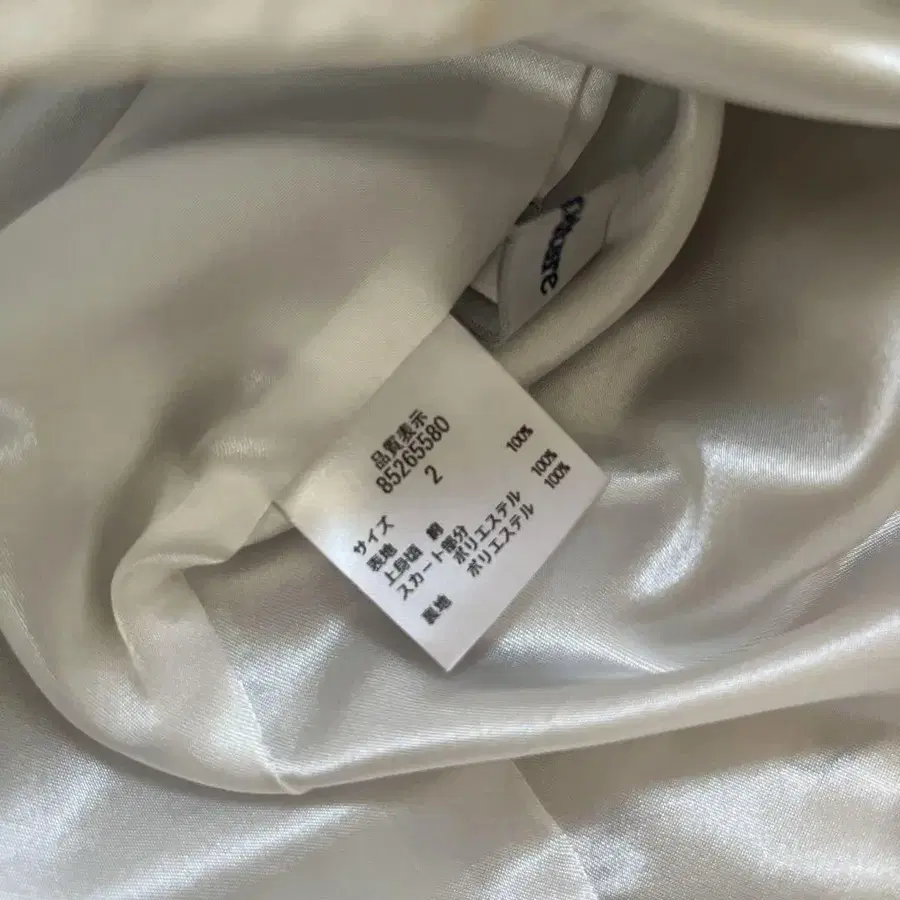 品質表示
85265580
サイズ 2
表地
上身頃 綿 100%
スカート部分
ポリエステル 100%
裏地 ポリエステル 100%